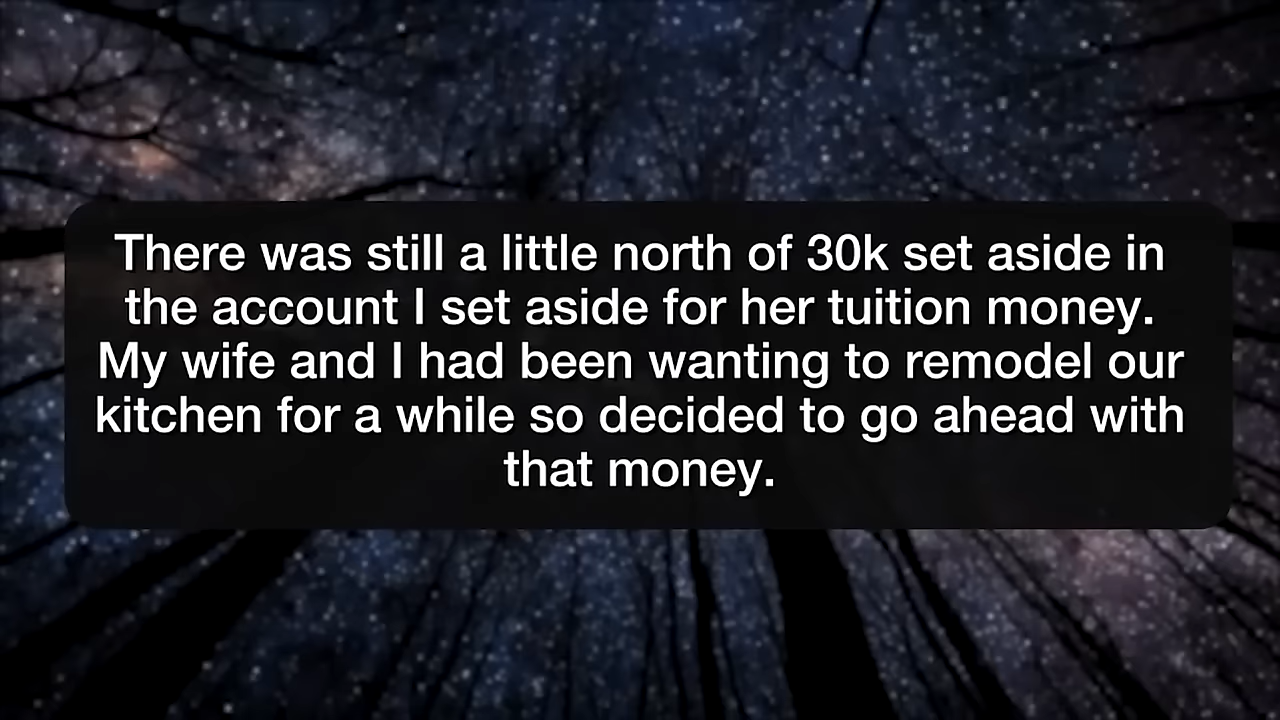 There was still a little north of 30k set aside in
the account I set aside for her tuition money.
My wife and I had been wanting to remodel our
kitchen for a while so decided to go ahead with
that money.